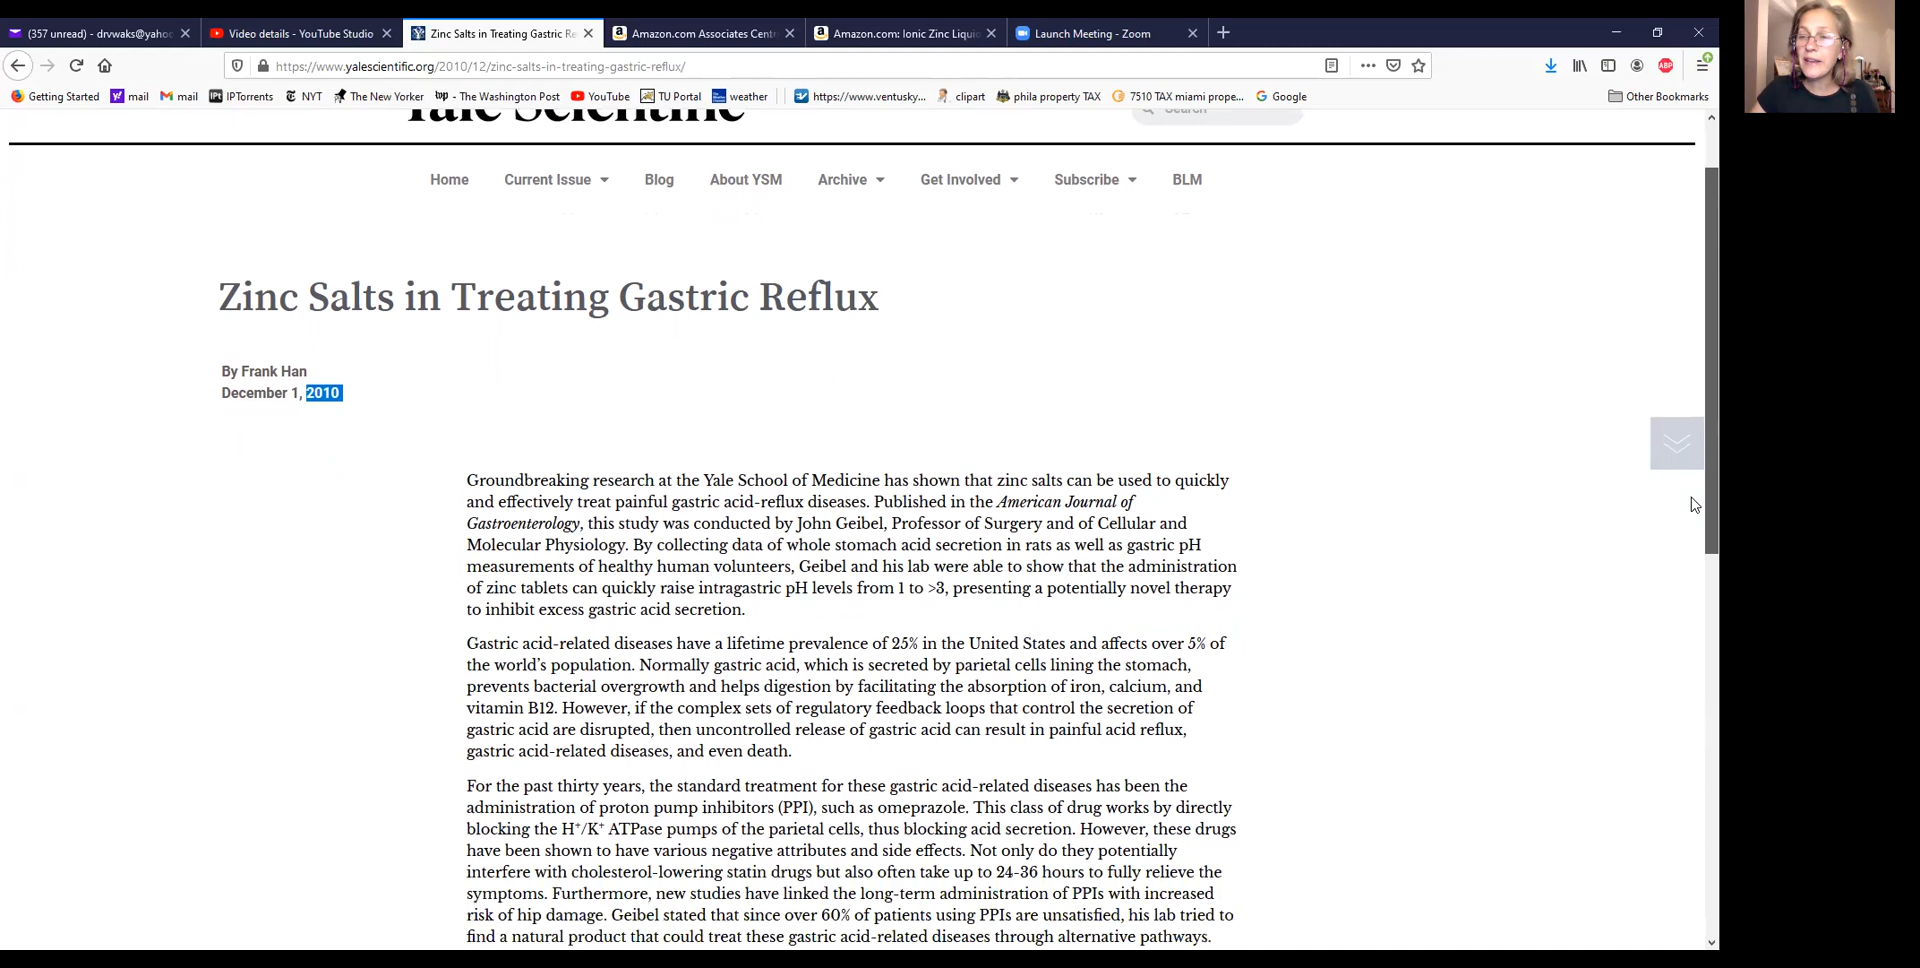 (357 unread) - drvwaks@yahoo
Video details - YouTube Studio
Zinc Salts in Treating Gastric Re
Amazon.com Associates Cent
Amazon.com: Ionic Zinc Liqui
Launch Meeting - Zoom
https://www.yalescientific.org/2010/12/zinc-salts-in-treating-gastric-reflux/
ABP
Getting Started
mail
mail
IPTorrents
NYT
The New Yorker
wp - The Washington Post
YouTube
TU Portal
weather
https://www.ventusky...
clipart
phila property TAX
7510 TAX miami prope...
Google
Other Bookmarks
Yale Scientific
Search
Home
Current Issue
Blog
About YSM
Archive
Get Involved
Subscribe
BLM
Zinc Salts in Treating Gastric Reflux
By Frank Han
December 1, 2010
Groundbreaking research at the Yale School of Medicine has shown that zinc salts can be used to quickly
and effectively treat painful gastric acid-reflux diseases. Published in the American Journal of
Gastroenterology, this study was conducted by John Geibel, Professor of Surgery and of Cellular and
Molecular Physiology. By collecting data of whole stomach acid secretion in rats as well as gastric pH
measurements of healthy human volunteers, Geibel and his lab were able to show that the administration
of zinc tablets can quickly raise intragastric pH levels from 1 to >3, presenting a potentially novel therapy
to inhibit excess gastric acid secretion.
Gastric acid-related diseases have a lifetime prevalence of 25% in the United States and affects over 5% of
the world's population. Normally gastric acid, which is secreted by parietal cells lining the stomach,
prevents bacterial overgrowth and helps digestion by facilitating the absorption of iron, calcium, and
vitamin B12. However, if the complex sets of regulatory feedback loops that control the secretion of
gastric acid are disrupted, then uncontrolled release of gastric acid can result in painful acid reflux,
gastric acid-related diseases, and even death.
For the past thirty years, the standard treatment for these gastric acid-related diseases has been the
administration of proton pump inhibitors (PPI), such as omeprazole. This class of drug works by directly
blocking the H⁺/K⁺ ATPase pumps of the parietal cells, thus blocking acid secretion. However, these drugs
have been shown to have various negative attributes and side effects. Not only do they potentially
interfere with cholesterol-lowering statin drugs but also often take up to 24-36 hours to fully relieve the
symptoms. Furthermore, new studies have linked the long-term administration of PPIs with increased
risk of hip damage. Geibel stated that since over 60% of patients using PPIs are unsatisfied, his lab tried to
find a natural product that could treat these gastric acid-related diseases through alternative pathways.